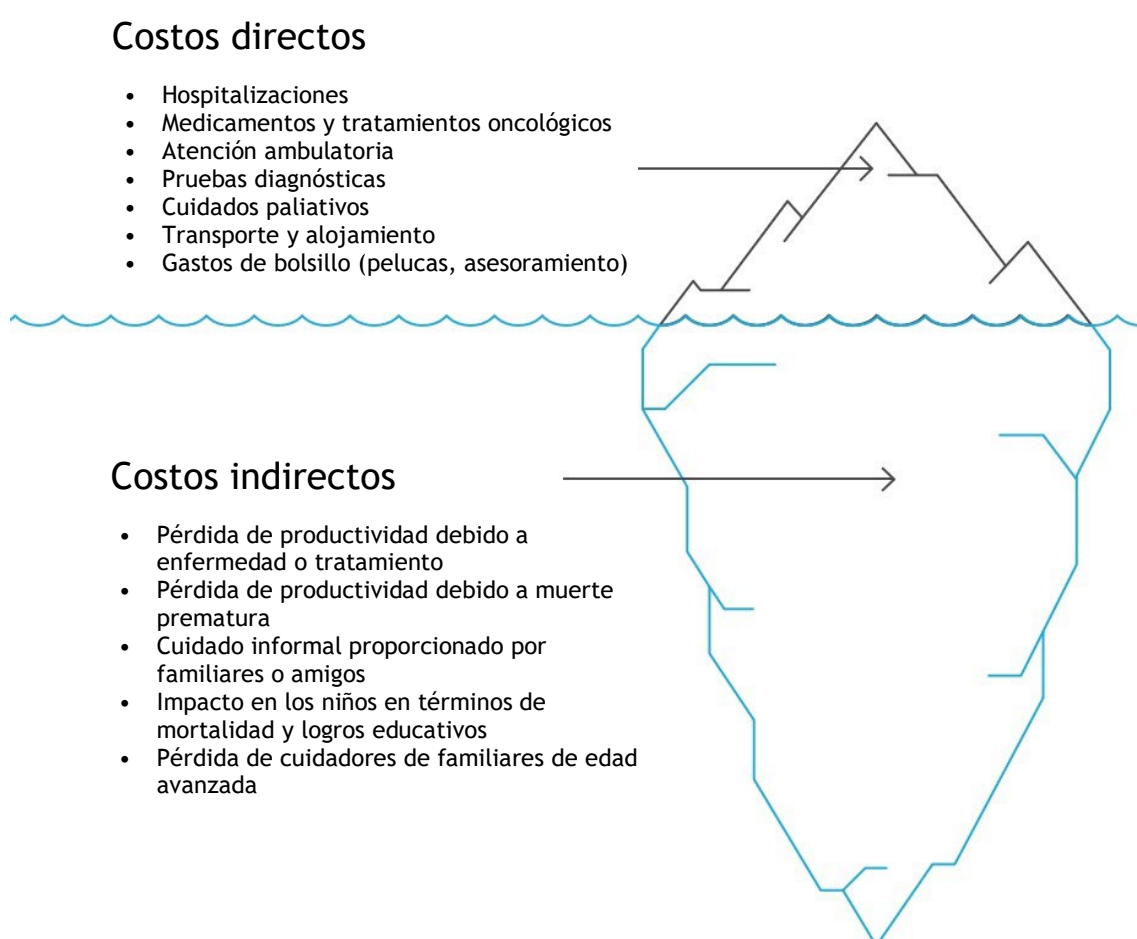 Costos directos
• Hospitalizaciones
• Medicamentos y tratamientos oncológicos
• Atención ambulatoria
• Pruebas diagnósticas
• Cuidados paliativos
• Transporte y alojamiento
• Gastos de bolsillo (pelucas, asesoramiento)
Costos indirectos
• Pérdida de productividad debido a
enfermedad o tratamiento
• Pérdida de productividad debido a muerte
prematura
• Cuidado informal proporcionado por
familiares o amigos
• Impacto en los niños en términos de
mortalidad y logros educativos
• Pérdida de cuidadores de familiares de edad
avanzada